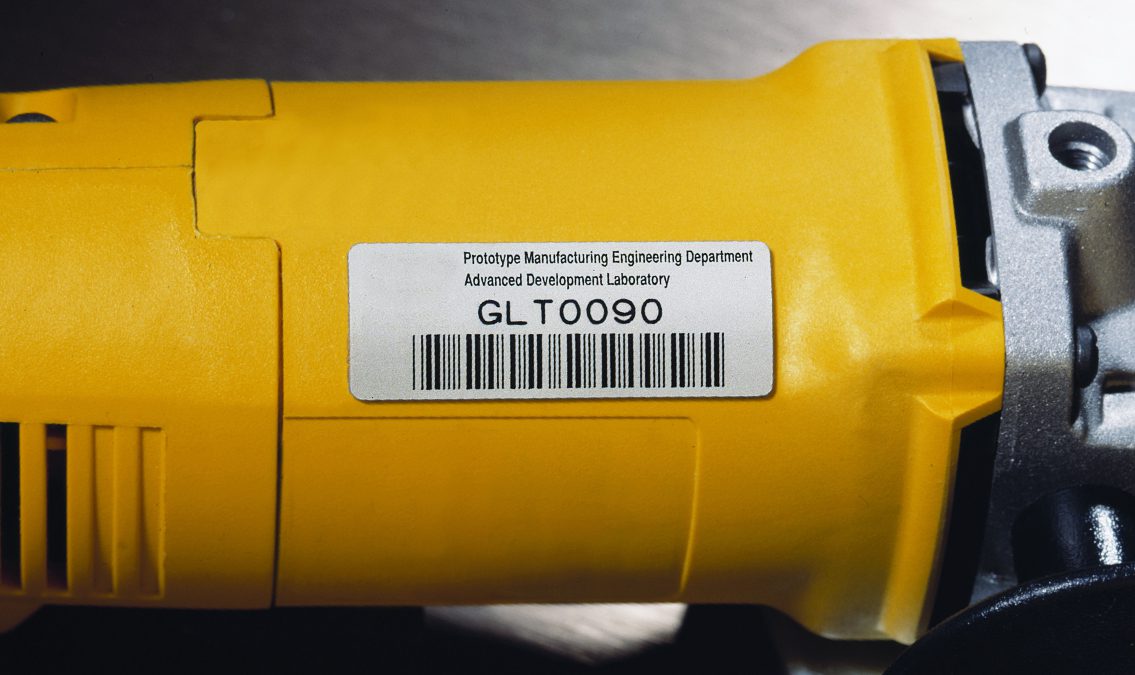 Prototype Manufacturing Engineering Department
Advanced Development Laboratory
GLT0090